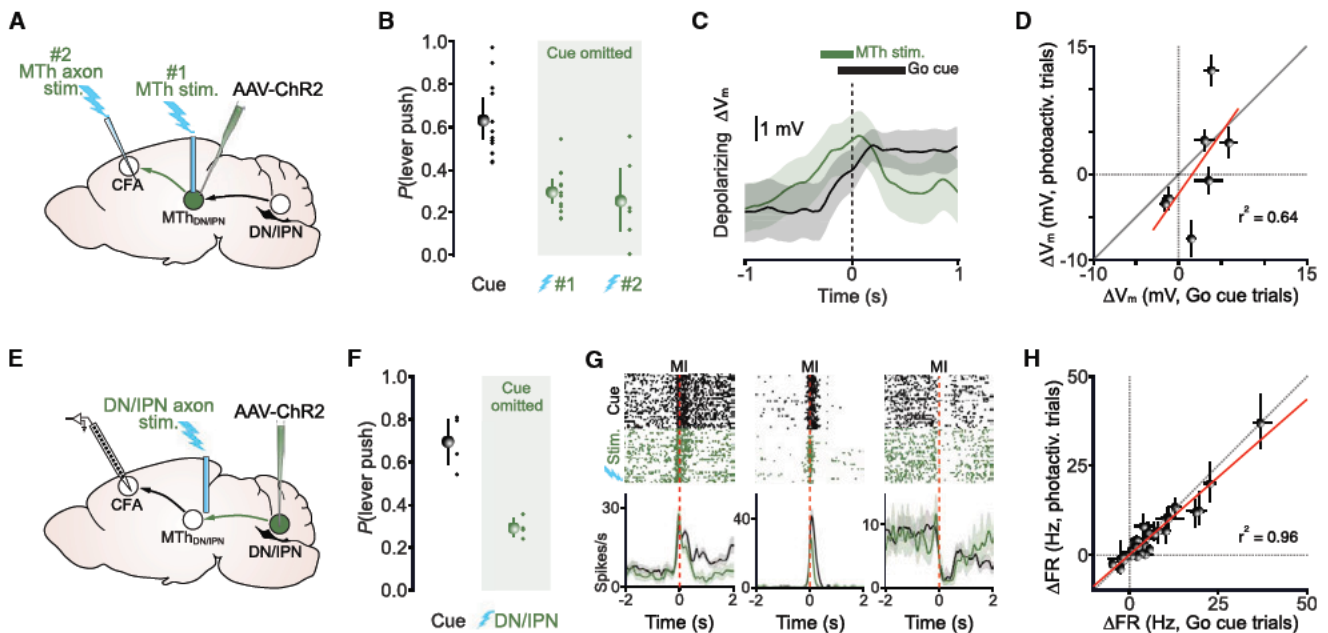 A
#2
MTh axon
stim.
#1
MTh stim.
AAV-ChR2
CFA
MThDN/IPN
DN/IPN
B
P(lever push)
1.0
0.8
0.6
0.4
0.2
0.0
Cue omitted
Cue
#1
#2
C
MTh stim.
Go cue
Depolarizing ΔVm
1 mV
-1
0
1
Time (s)
D
ΔVm (mV, photoactiv. trials)
15
0
-10
r² = 0.64
-10
0
15
ΔVm (mV, Go cue trials)
E
DN/IPN axon
stim.
AAV-ChR2
CFA
MThDN/IPN
DN/IPN
F
P(lever push)
1.0
0.8
0.6
0.4
0.2
0.0
Cue
omitted
Cue
DN/IPN
G
MI
MI
MI
Cue
Stim.
Spikes/s
25
0
40
0
10
0
-2
0
2
-2
0
2
-2
0
2
Time (s)
Time (s)
Time (s)
H
ΔFR (Hz, photoactiv. trials)
50
25
0
r² = 0.96
0
25
50
ΔFR (Hz, Go cue trials)